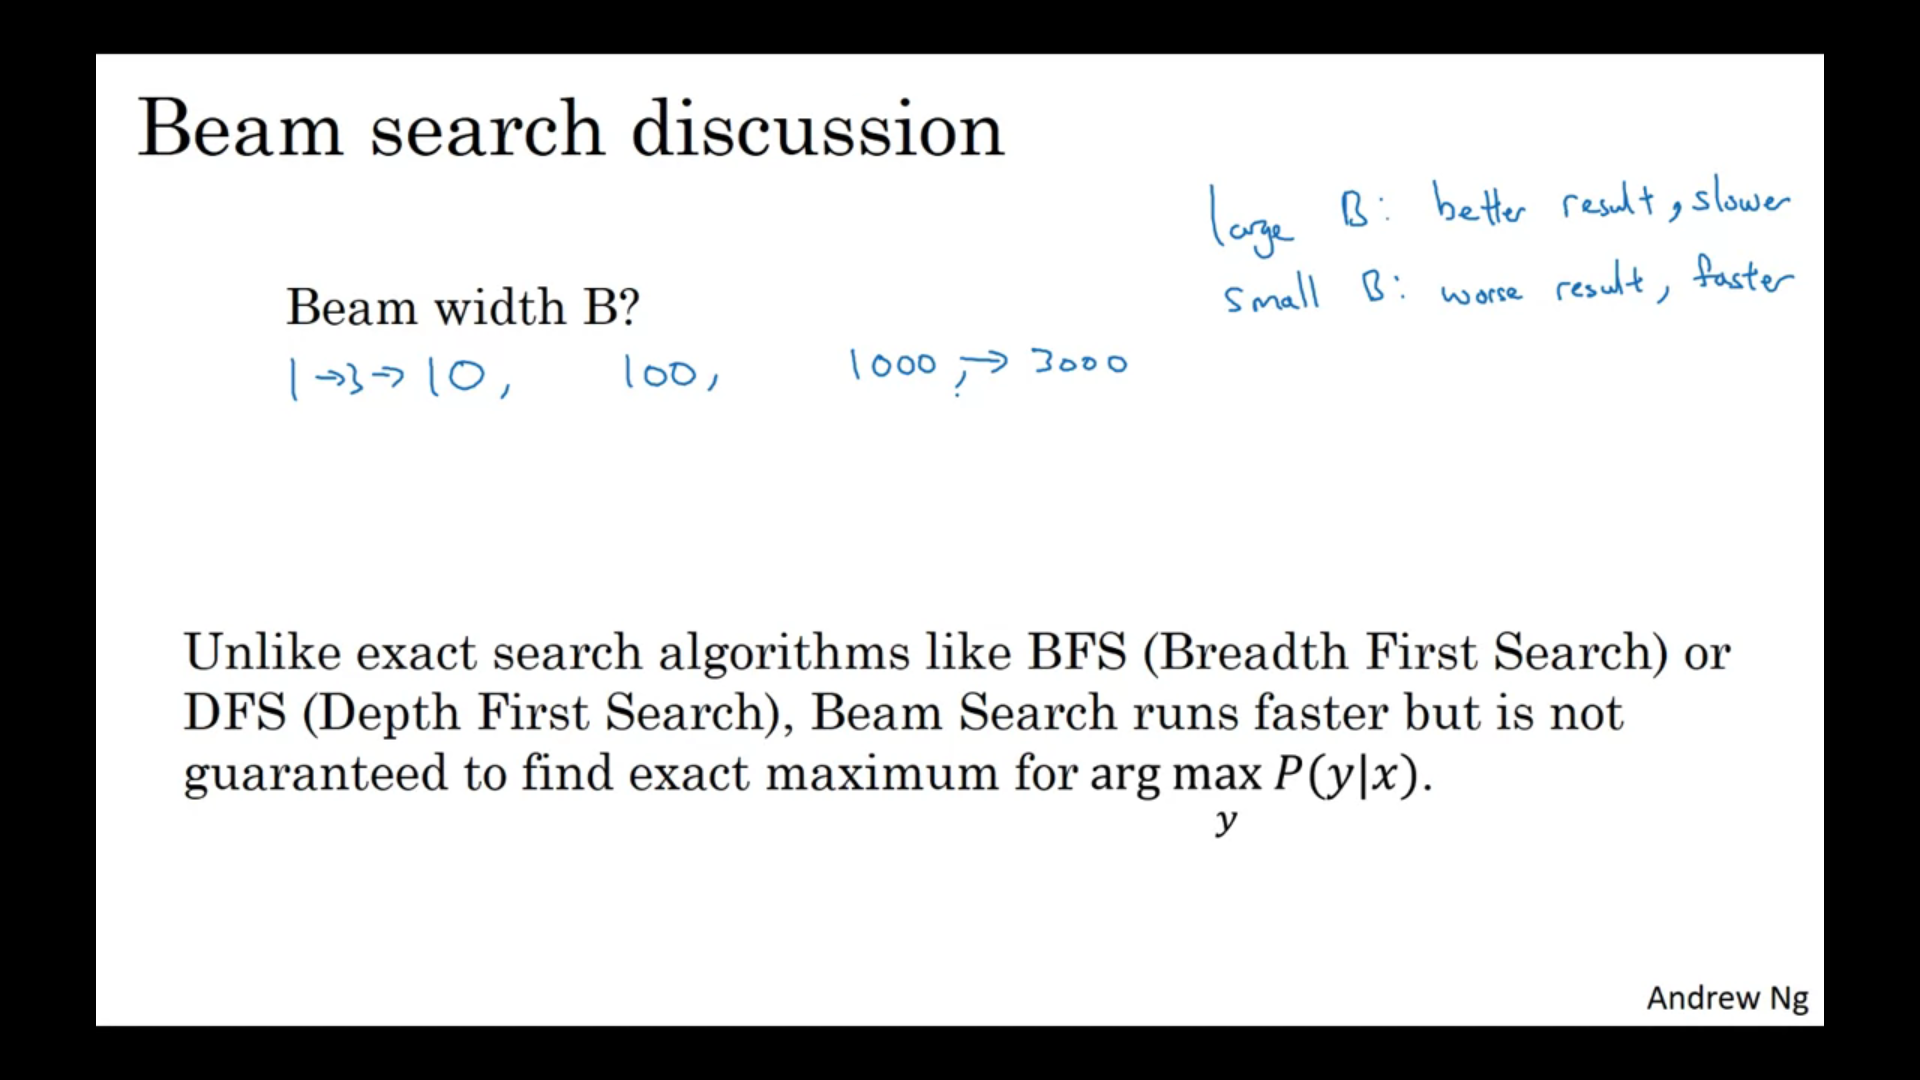 Beam search discussion
large B: better result, slower
small B: worse result, faster
Beam width B?
1 → 3 → 10, 100, 1000, → 3000
Unlike exact search algorithms like BFS (Breadth First Search) or
DFS (Depth First Search), Beam Search runs faster but is not
guaranteed to find exact maximum for arg max P(y|x).
y
Andrew Ng